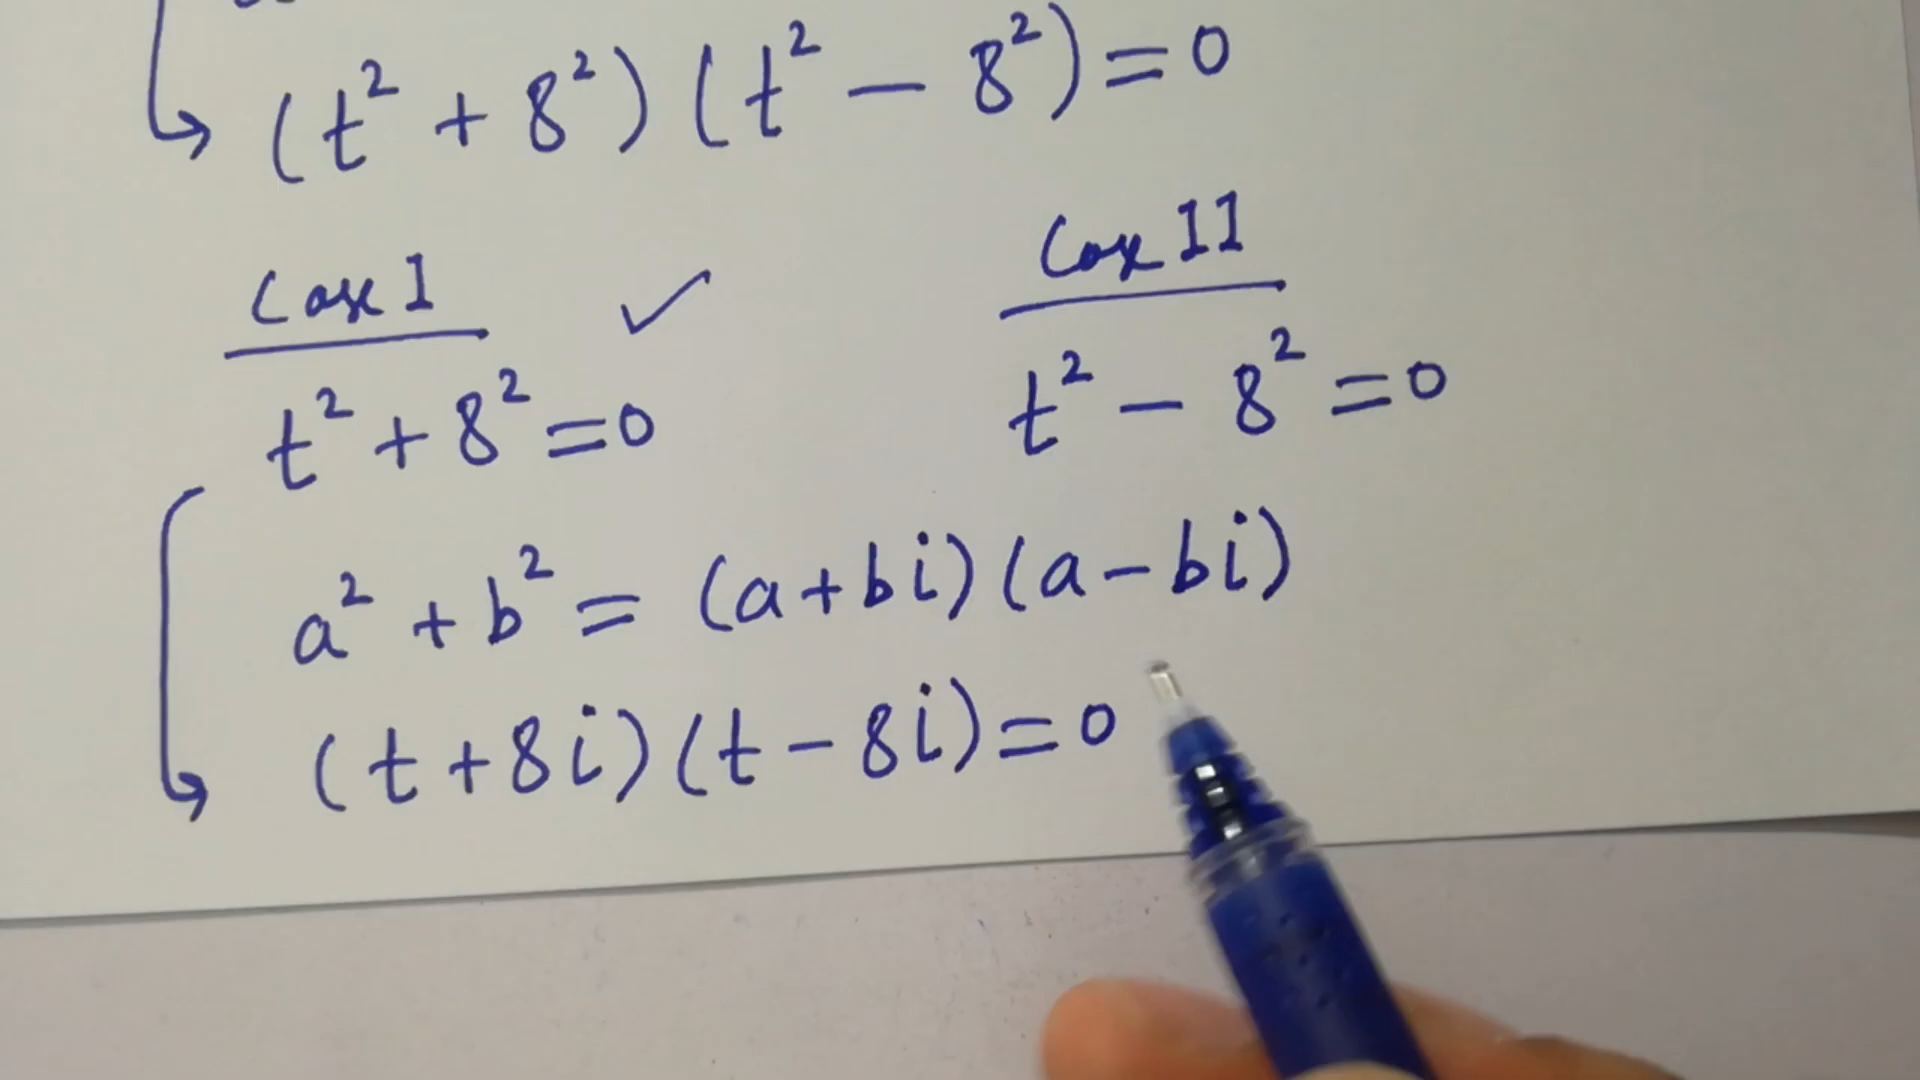 (t² + 8²) (t² − 8²) = 0
Case I ✓
t² + 8² = 0
Case II
t² − 8² = 0
a² + b² = (a + bi) (a − bi)
(t + 8i) (t − 8i) = 0